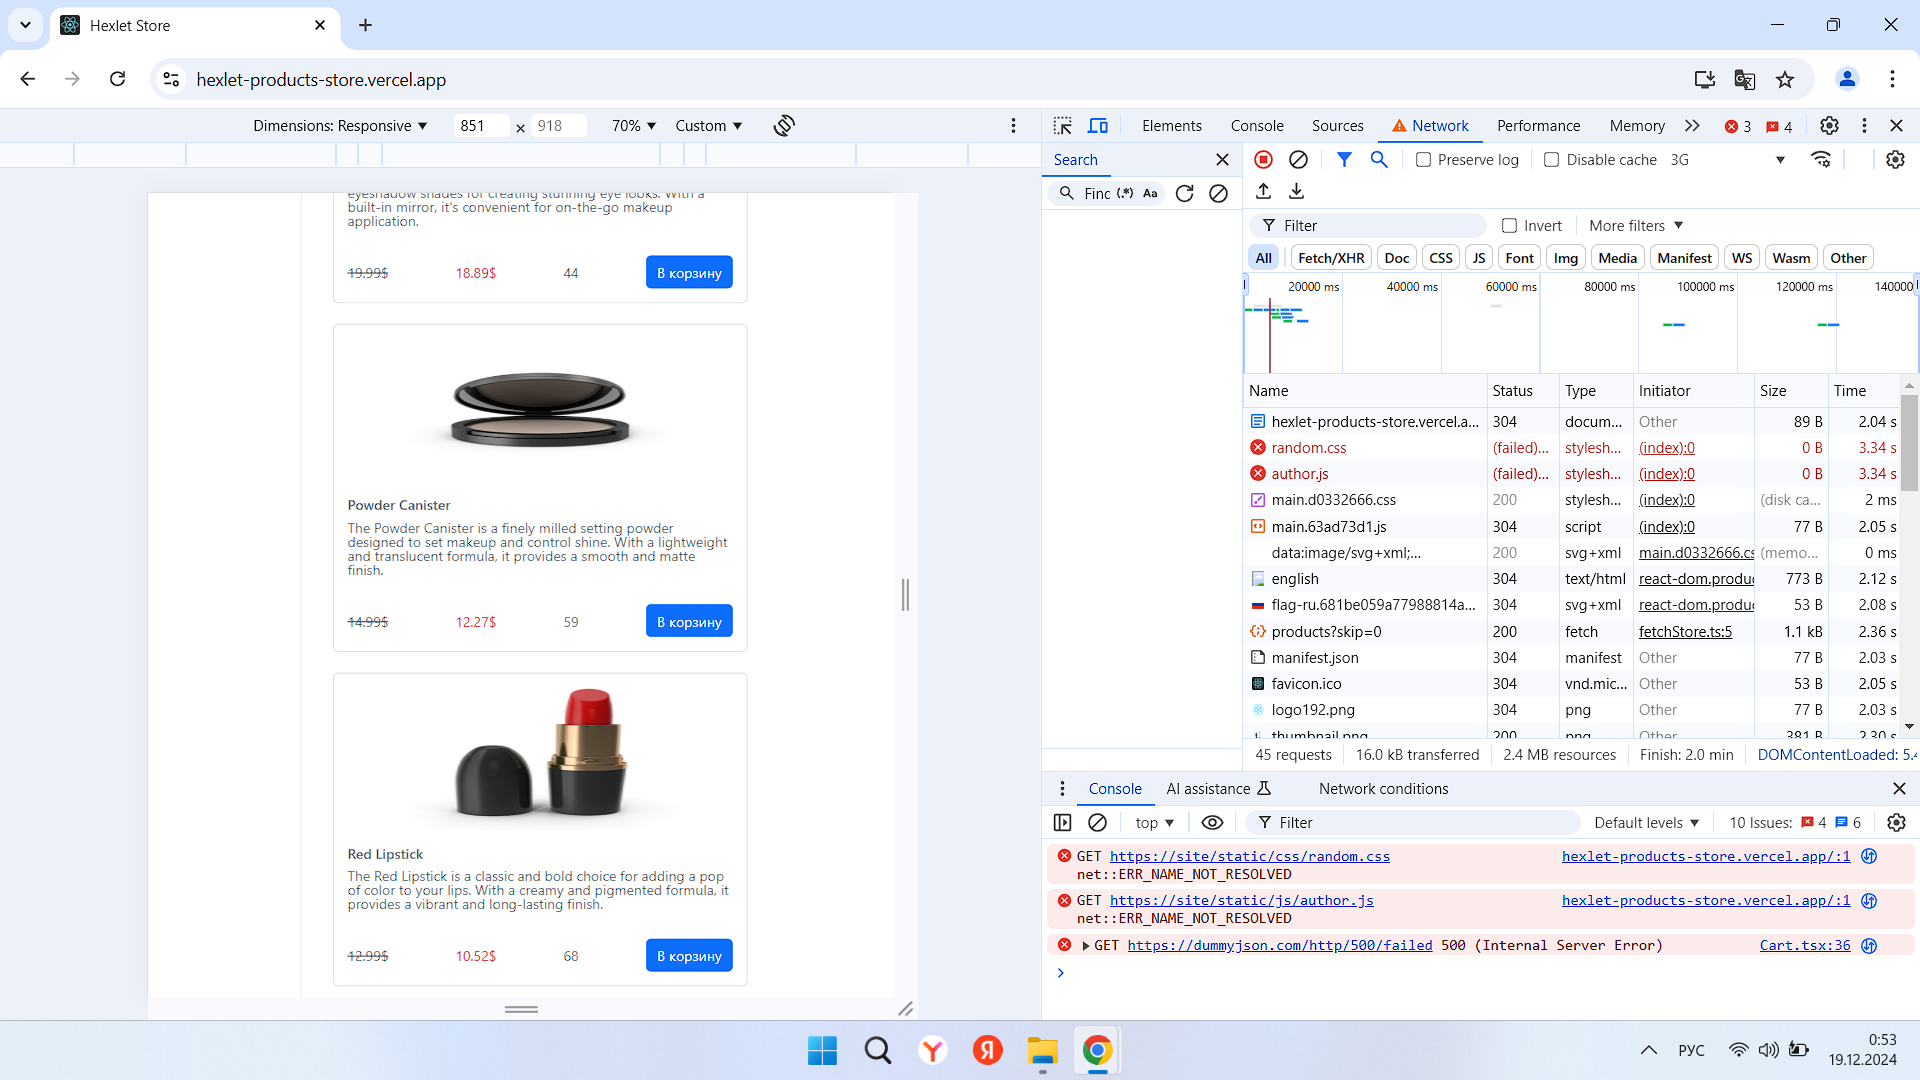 Hexlet Store
hexlet-products-store.vercel.app
Dimensions: Responsive
851
×
918
70%
Custom
Elements
Console
Sources
Network
Performance
Memory
3
4
eyeshadow shades for creating stunning eye looks. With a
built-in mirror, it's convenient for on-the-go makeup
application.
19.99$ 18.89$ 44 В корзину
Powder Canister
The Powder Canister is a finely milled setting powder
designed to set makeup and control shine. With a lightweight
and translucent formula, it provides a smooth and matte
finish.
14.99$ 12.27$ 59 В корзину
Red Lipstick
The Red Lipstick is a classic and bold choice for adding a pop
of color to your lips. With a creamy and pigmented formula, it
provides a vibrant and long-lasting finish.
12.99$ 10.52$ 68 В корзину
Search
Finc (.*) Aa
Preserve log Disable cache 3G
Filter Invert More filters
All Fetch/XHR Doc CSS JS Font Img Media Manifest WS Wasm Other
20000 ms 40000 ms 60000 ms 80000 ms 100000 ms 120000 ms 140000
Name Status Type Initiator Size Time
hexlet-products-store.vercel.a... 304 docum... Other 89 B 2.04 s
random.css (failed)... stylesh... (index):0 0 B 3.34 s
author.js (failed)... stylesh... (index):0 0 B 3.34 s
main.d0332666.css 200 stylesh... (index):0 (disk ca... 2 ms
main.63ad73d1.js 304 script (index):0 77 B 2.05 s
data:image/svg+xml;... 200 svg+xml main.d0332666.cs (memo... 0 ms
english 304 text/html react-dom.produc 773 B 2.12 s
flag-ru.681be059a77988814a... 304 svg+xml react-dom.produc 53 B 2.08 s
products?skip=0 200 fetch fetchStore.ts:5 1.1 kB 2.36 s
manifest.json 304 manifest Other 77 B 2.03 s
favicon.ico 304 vnd.mic... Other 53 B 2.05 s
logo192.png 304 png Other 77 B 2.03 s
thumbnail.png 200 png Other 381 B 2.30 s
45 requests 16.0 kB transferred 2.4 MB resources Finish: 2.0 min DOMContentLoaded: 5.4
Console AI assistance Network conditions
top Filter Default levels 10 Issues: 4 6
GET https://site/static/css/random.css hexlet-products-store.vercel.app/:1
net::ERR_NAME_NOT_RESOLVED
GET https://site/static/js/author.js hexlet-products-store.vercel.app/:1
net::ERR_NAME_NOT_RESOLVED
GET https://dummyjson.com/http/500/failed 500 (Internal Server Error) Cart.tsx:36
РУС
0:53
19.12.2024